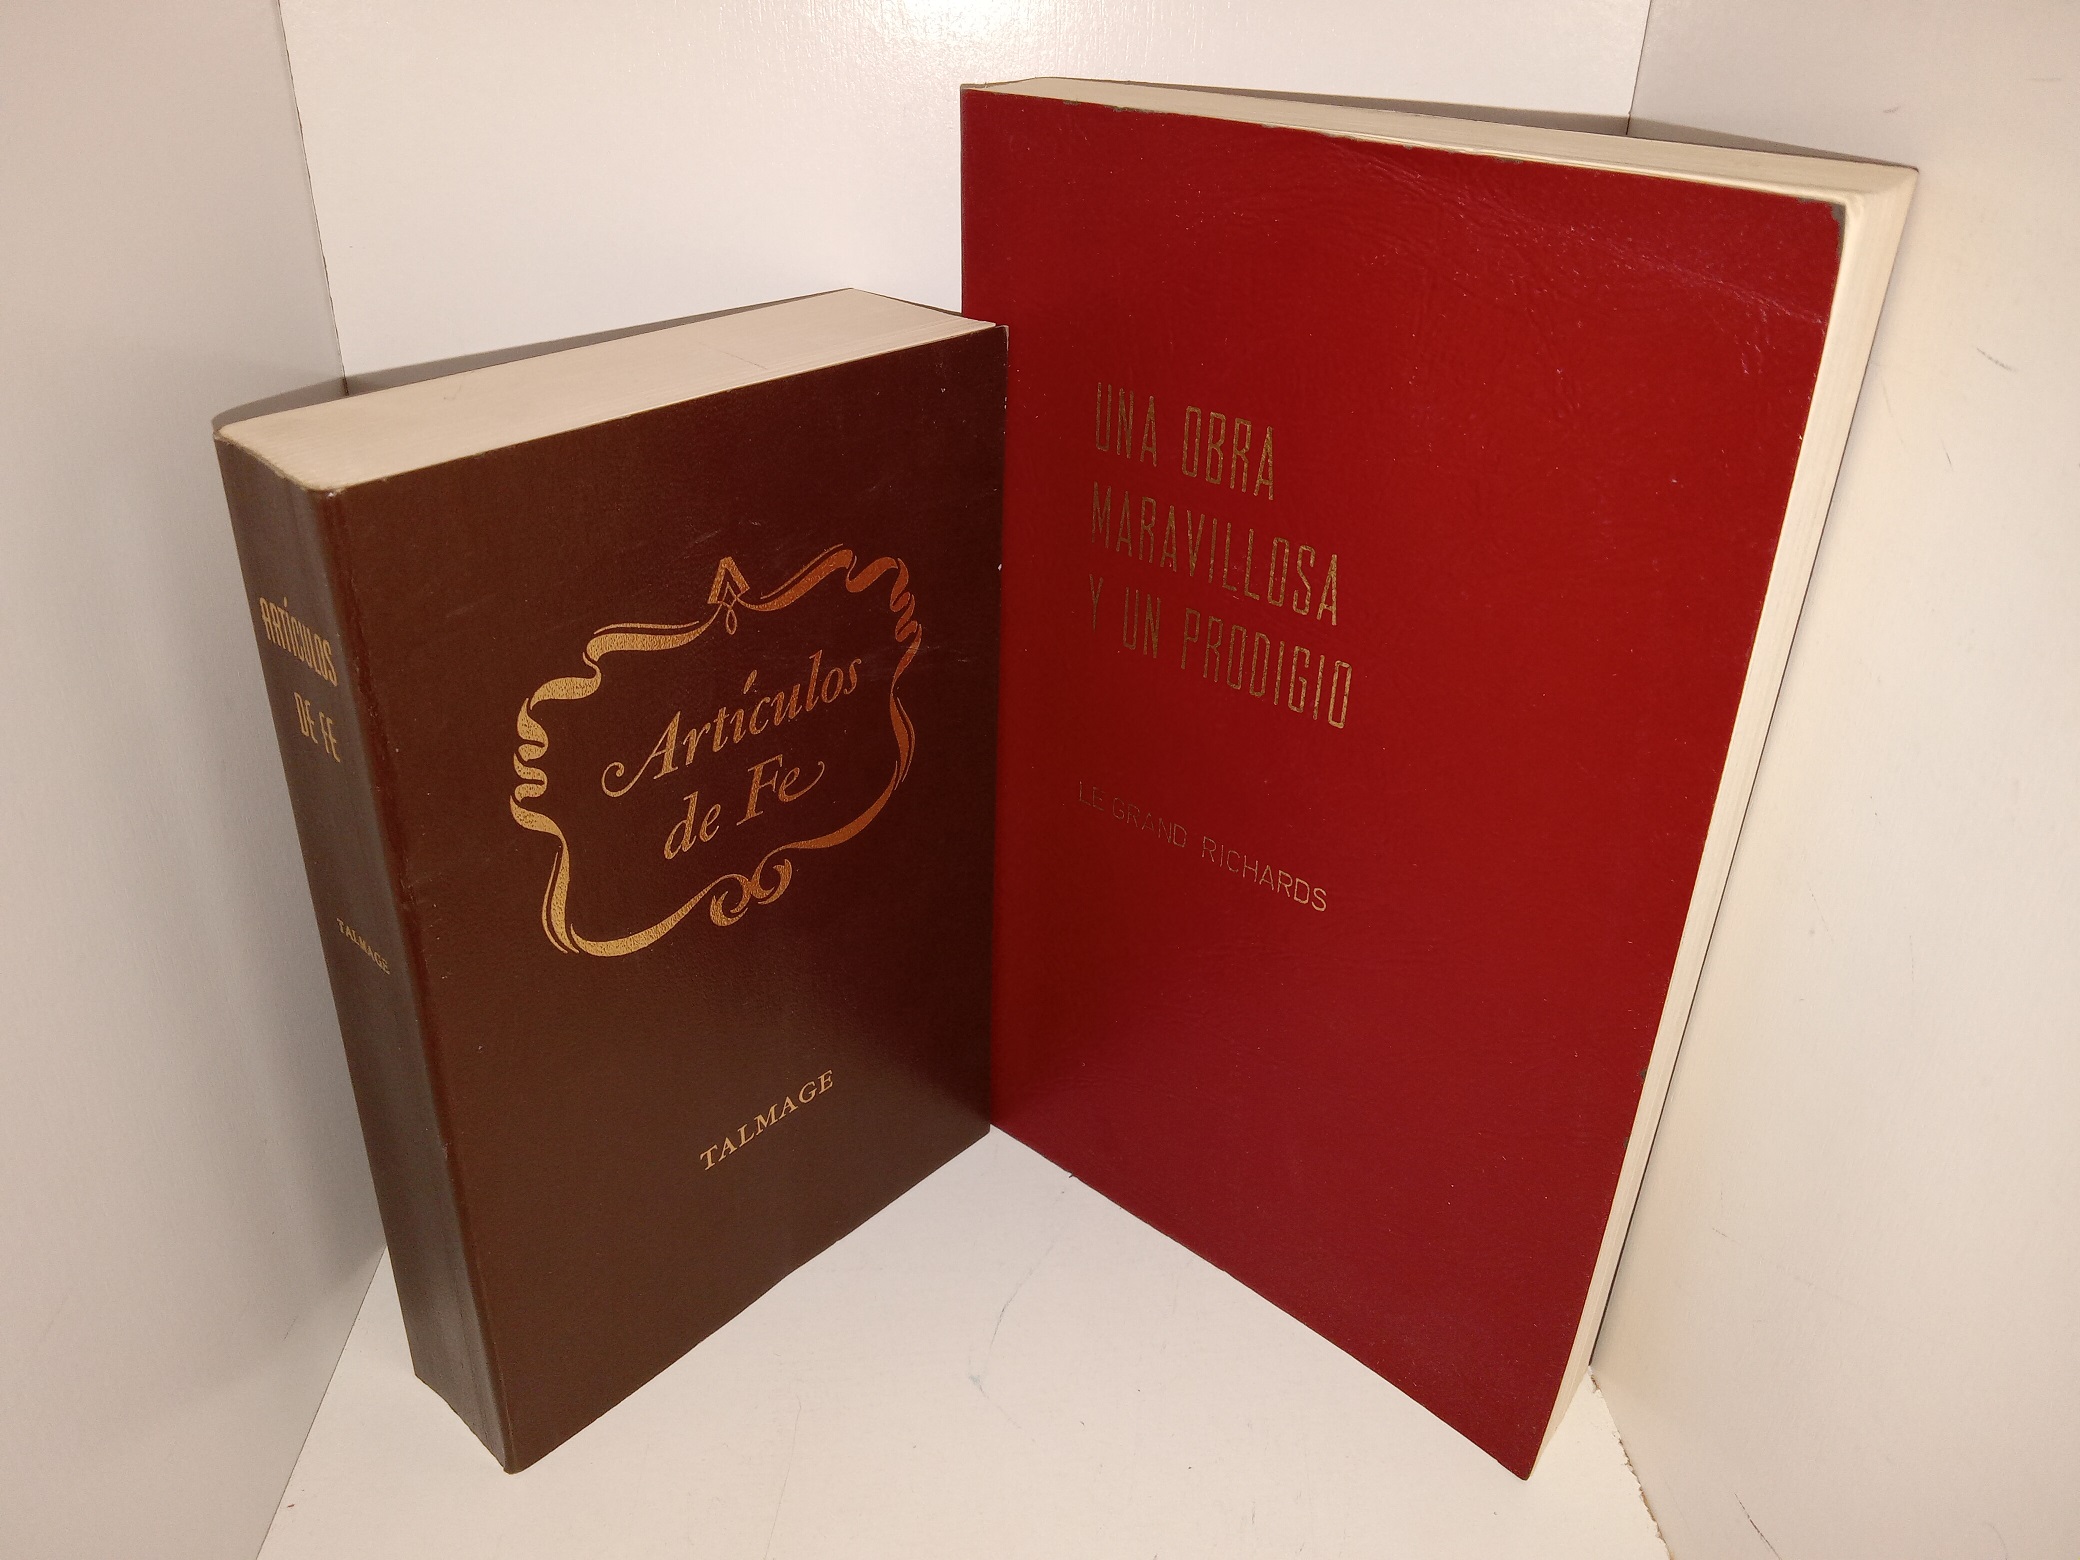 ARTÍCULOS
DE FE
TALMAGE
Artículos
de Fe
TALMAGE
UNA OBRA
MARAVILLOSA
Y UN PRODIGIO
LE GRAND RICHARDS